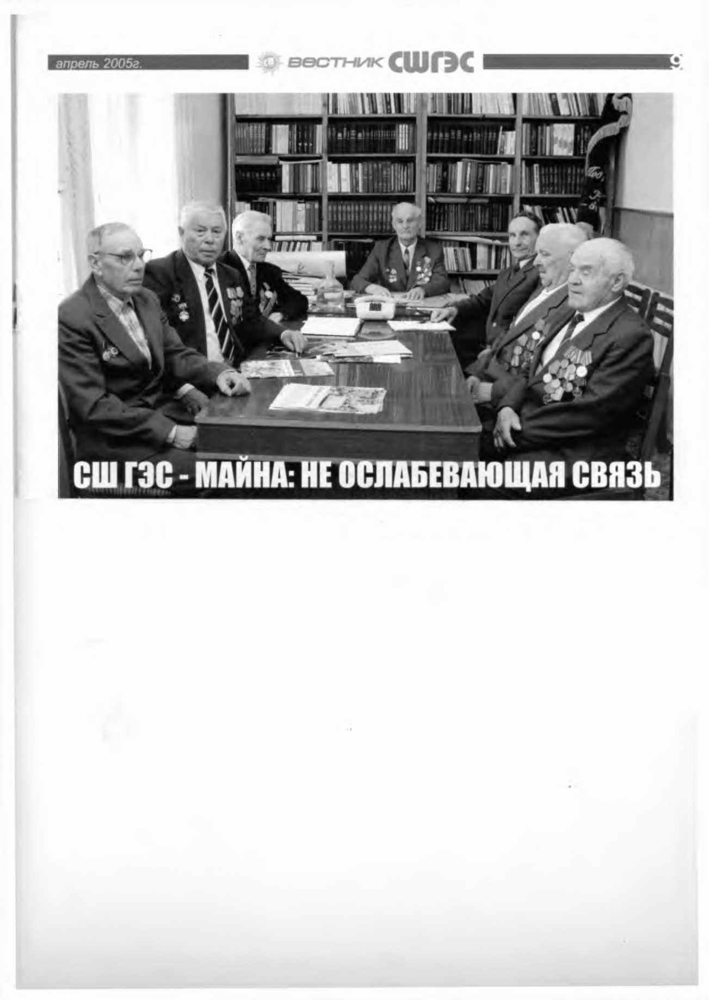 апрель 2005г.
вестник СШГЭС
9
СШ ГЭС - МАЙНА: НЕ ОСЛАБЕВАЮЩАЯ СВЯЗЬ